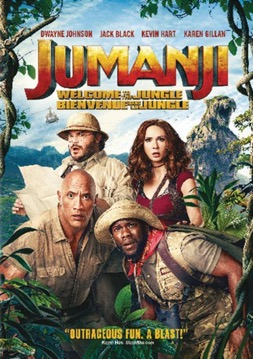 DWAYNE JOHNSON JACK BLACK KEVIN HART KAREN GILLAN
JUMANJI
WELCOME TO THE JUNGLE
BIENVENUE DANS LA JUNGLE
"OUTRAGEOUS FUN. A BLAST!"